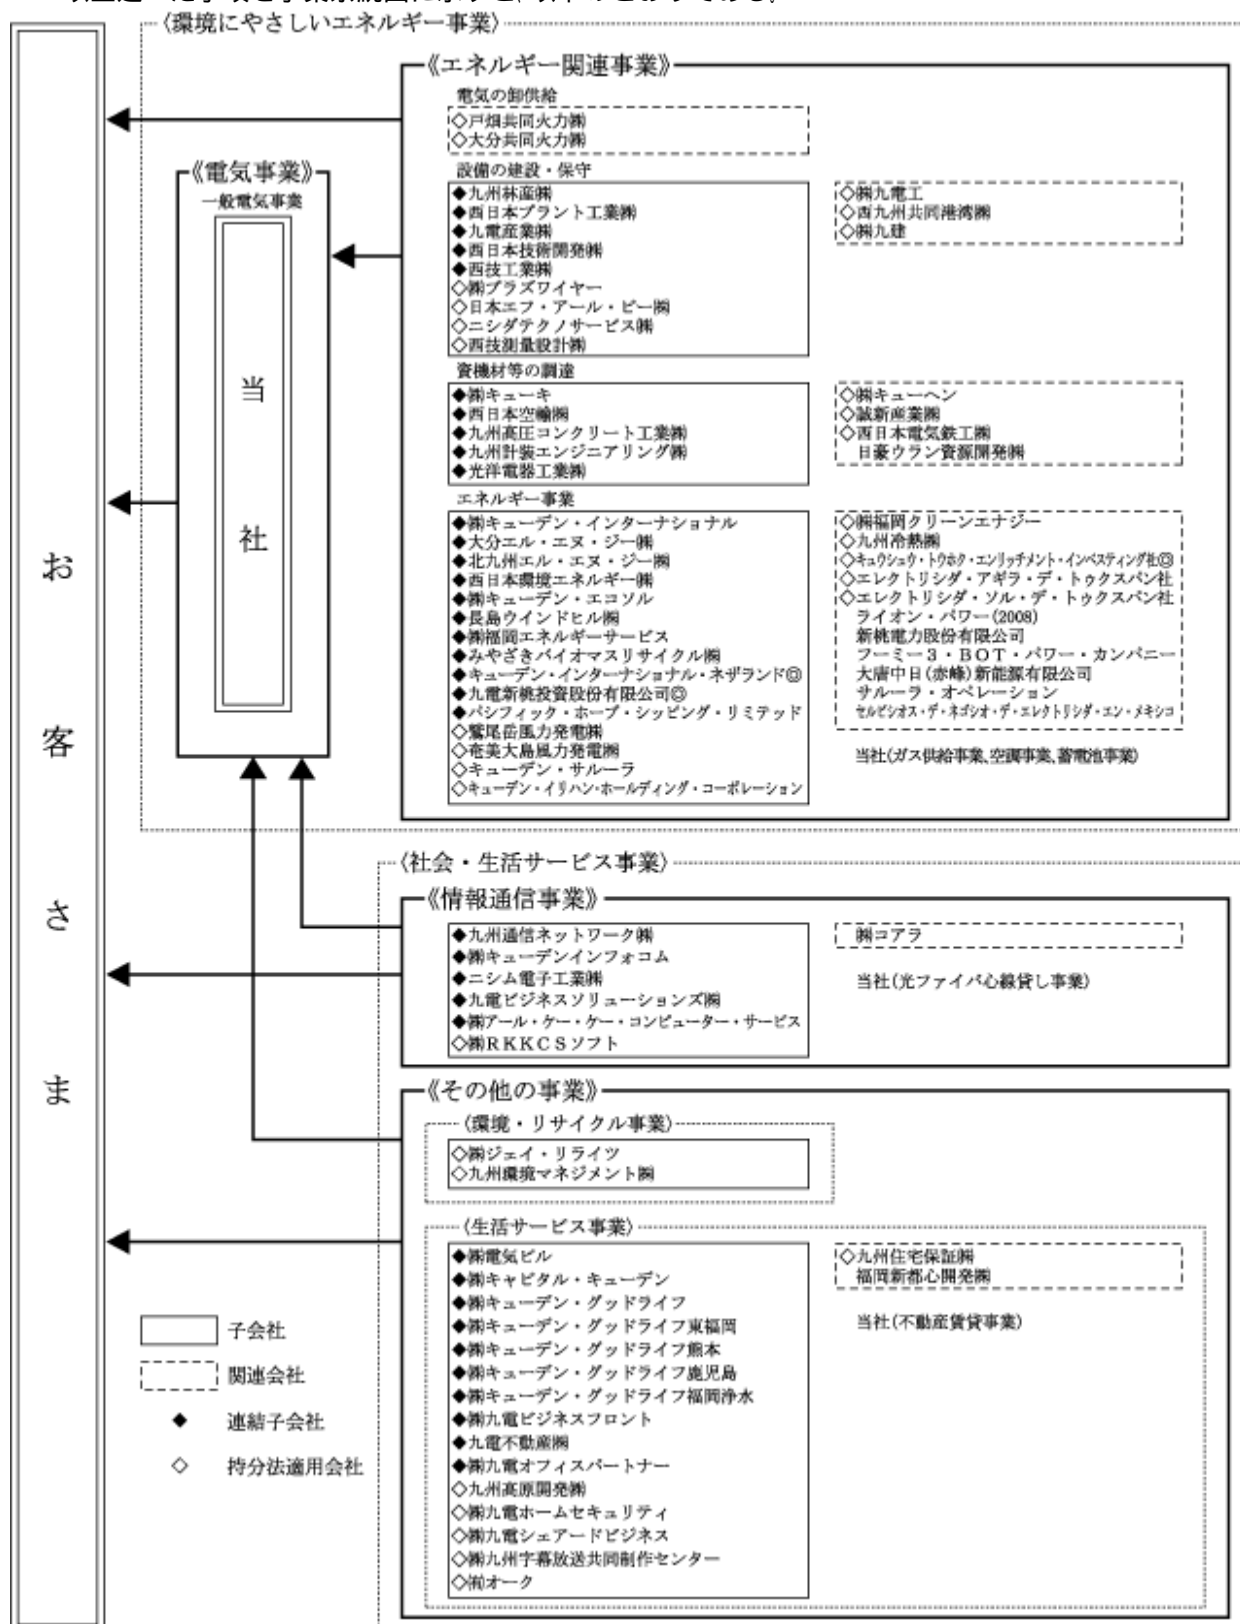 〈環境にやさしいエネルギー事業〉
《エネルギー関連事業》
電気の卸供給
◇戸畑共同火力㈱
◇大分共同火力㈱
《電気事業》
一般電気事業
当社
設備の建設・保守
◆九州林産㈱
◆西日本プラント工業㈱
◆九電産業㈱
◆西日本技術開発㈱
◆西技工業㈱
◇㈱プラズワイヤー
◇日本エフ・アール・ピー㈱
◇ニシダテクノサービス㈱
◇西技測量設計㈱
◇㈱九電工
◇西九州共同港湾㈱
◇㈱九建
資機材等の調達
◆㈱キューキ
◆西日本空輸㈱
◆九州高圧コンクリート工業㈱
◆九州計装エンジニアリング㈱
◆光洋電器工業㈱
◇㈱キューヘン
◇誠新産業㈱
◇西日本電気鉄工㈱
日豪ウラン資源開発㈱
エネルギー事業
◆㈱キューデン・インターナショナル
◆大分エル・エヌ・ジー㈱
◆北九州エル・エヌ・ジー㈱
◆西日本環境エネルギー㈱
◆㈱キューデン・エコソル
◆長島ウインドヒル㈱
◆㈱福岡エネルギーサービス
◆みやざきバイオマスリサイクル㈱
◆キューデン・インターナショナル・ネザランド◎
◆九電新桃投資股份有限公司◎
◆パシフィック・ホープ・シッピング・リミテッド
◇鷲尾岳風力発電㈱
◇奄美大島風力発電㈱
◇キューデン・サルーラ
◇キューデン・イリハン・ホールディング・コーポレーション
◇㈱福岡クリーンエナジー
◇九州冷熱㈱
◇キュウシュウ・トウホク・エンリッチメント・インベスティング社◎
◇エレクトリシダ・アギラ・デ・トゥクスパン社
◇エレクトリシダ・ソル・デ・トゥクスパン社
ライオン・パワー(2008)
新桃電力股份有限公司
フーミー3・BOT・パワー・カンパニー
大唐中日(赤峰)新能源有限公司
サルーラ・オペレーション
セルビシオス・デ・ネゴシオ・デ・エレクトリシダ・エン・メキシコ
当社(ガス供給事業、空調事業、蓄電池事業)
お客さま
〈社会・生活サービス事業〉
《情報通信事業》
◆九州通信ネットワーク㈱
◆㈱キューデンインフォコム
◆ニシム電子工業㈱
◆九電ビジネスソリューションズ㈱
◆㈱アール・ケー・ケー・コンピューター・サービス
◇㈱RKKCSソフト
㈱コアラ
当社(光ファイバ心線貸し事業)
《その他の事業》
〈環境・リサイクル事業〉
◇㈱ジェイ・リライツ
◇九州環境マネジメント㈱
〈生活サービス事業〉
◆㈱電気ビル
◆㈱キャピタル・キューデン
◆㈱キューデン・グッドライフ
◆㈱キューデン・グッドライフ東福岡
◆㈱キューデン・グッドライフ熊本
◆㈱キューデン・グッドライフ鹿児島
◆㈱キューデン・グッドライフ福岡浄水
◆㈱九電ビジネスフロント
◆九電不動産㈱
◆㈱九電オフィスパートナー
◇九州高原開発㈱
◇㈱九電ホームセキュリティ
◇㈱九電シェアードビジネス
◇㈱九州字幕放送共同制作センター
◇㈲オーク
◇九州住宅保証㈱
福岡新都心開発㈱
当社(不動産賃貸事業)
子会社
関連会社
◆ 連結子会社
◇ 持分法適用会社